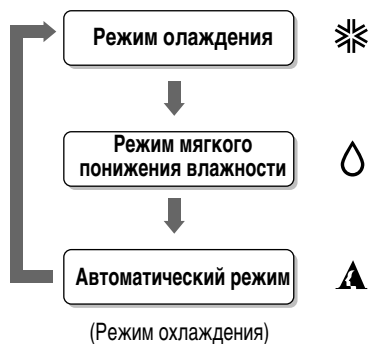 Режим олаждения
Режим мягкого
понижения влажности
Автоматический режим
(Режим охлаждения)